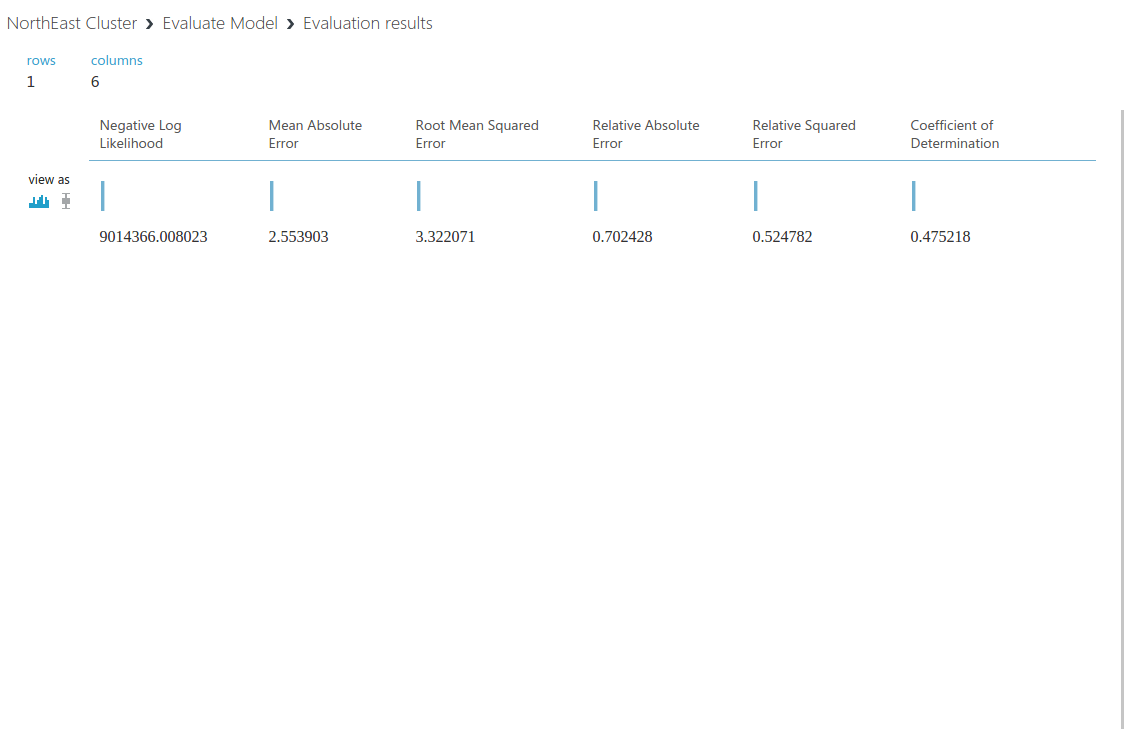 NorthEast Cluster ❯ Evaluate Model ❯ Evaluation results
rows columns
1 6
Negative Log Mean Absolute Root Mean Squared Relative Absolute Relative Squared Coefficient of
Likelihood Error Error Error Error Determination
view as
9014366.008023 2.553903 3.322071 0.702428 0.524782 0.475218